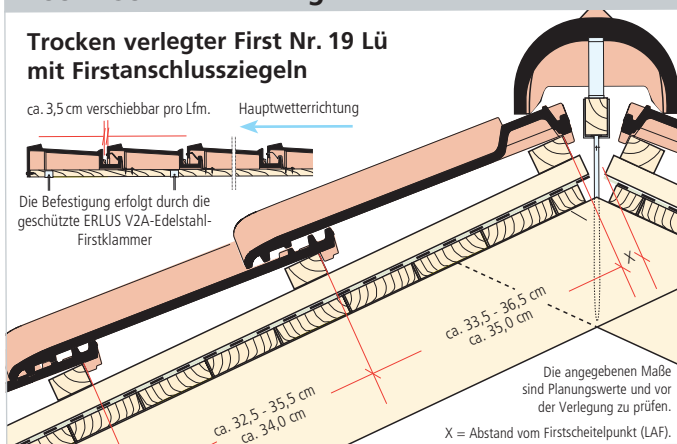 Trocken verlegter First Nr. 19 Lü
mit Firstanschlussziegeln
ca. 3,5 cm verschiebbar pro Lfm.
Hauptwetterrichtung
Die Befestigung erfolgt durch die
geschützte ERLUS V2A-Edelstahl-
Firstklammer
X
ca. 33,5 - 36,5 cm
ca. 35,0 cm
ca. 32,5 - 35,5 cm
ca. 34,0 cm
Die angegebenen Maße
sind Planungswerte und vor
der Verlegung zu prüfen.
X = Abstand vom Firstscheitelpunkt (LAF).